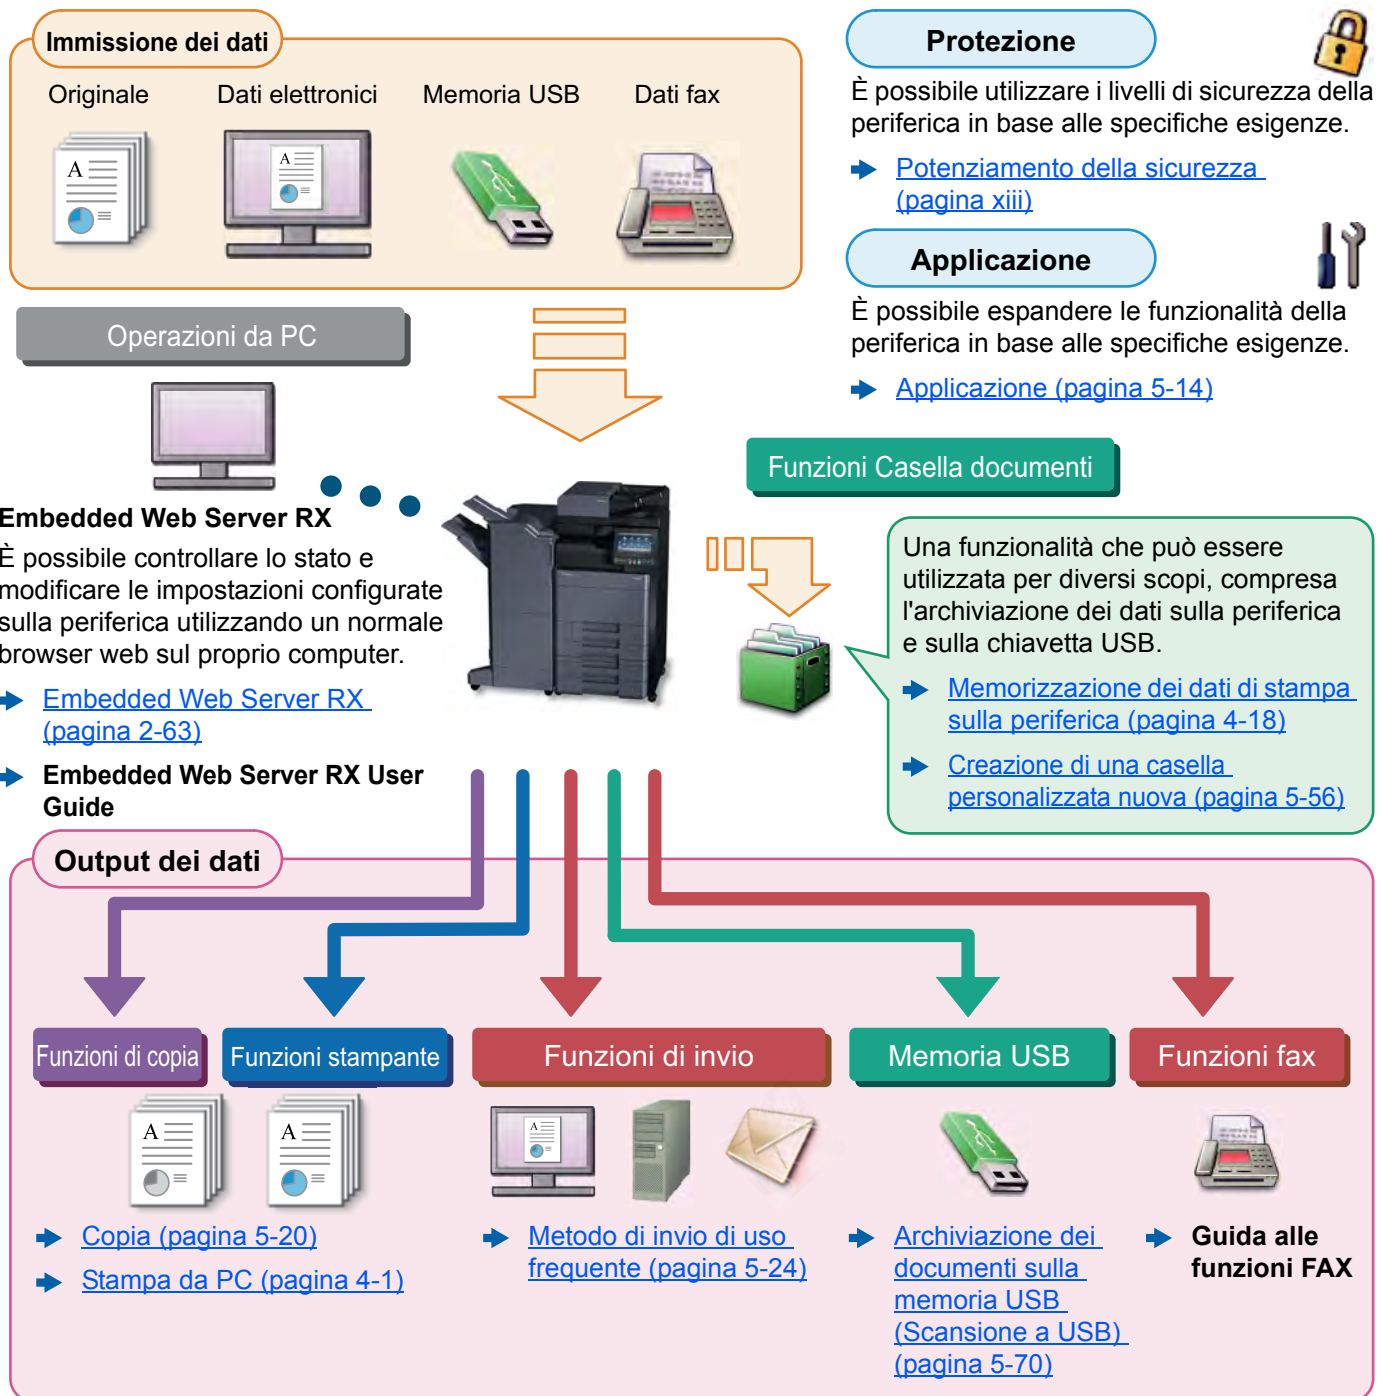 Immissione dei dati
Originale
Dati elettronici
Memoria USB
Dati fax
Protezione
È possibile utilizzare i livelli di sicurezza della
periferica in base alle specifiche esigenze.
Potenziamento della sicurezza
(pagina xiii)
Applicazione
È possibile espandere le funzionalità della
periferica in base alle specifiche esigenze.
Applicazione (pagina 5-14)
Operazioni da PC
Embedded Web Server RX
È possibile controllare lo stato e
modificare le impostazioni configurate
sulla periferica utilizzando un normale
browser web sul proprio computer.
Embedded Web Server RX
(pagina 2-63)
Embedded Web Server RX User
Guide
Funzioni Casella documenti
Una funzionalità che può essere
utilizzata per diversi scopi, compresa
l'archiviazione dei dati sulla periferica
e sulla chiavetta USB.
Memorizzazione dei dati di stampa
sulla periferica (pagina 4-18)
Creazione di una casella
personalizzata nuova (pagina 5-56)
Output dei dati
Funzioni di copia
Funzioni stampante
Funzioni di invio
Memoria USB
Funzioni fax
Copia (pagina 5-20)
Stampa da PC (pagina 4-1)
Metodo di invio di uso
frequente (pagina 5-24)
Archiviazione dei
documenti sulla
memoria USB
(Scansione a USB)
(pagina 5-70)
Guida alle
funzioni FAX